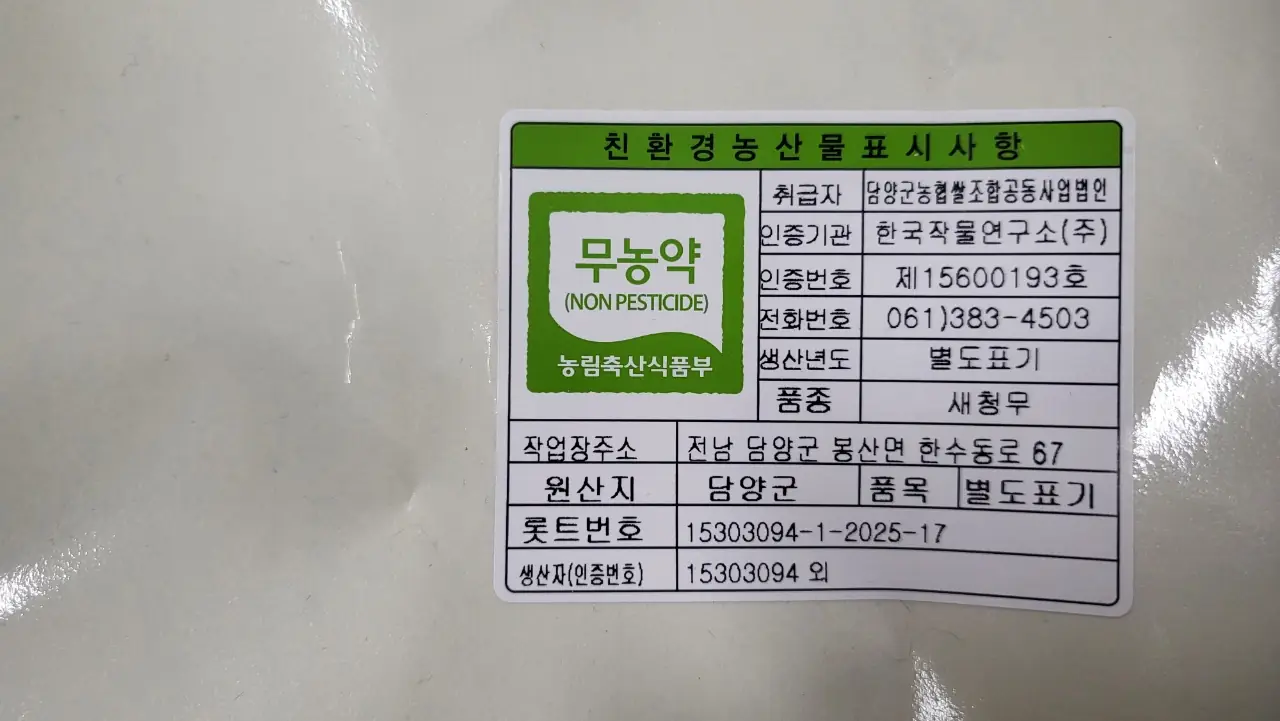 친환경농산물표시사항
무농약
(NON PESTICIDE)
농림축산식품부
취급자 담양군농협쌀조합공동사업법인
인증기관 한국작물연구소(주)
인증번호 제15600193호
전화번호 061)383-4503
생산년도 별도표기
품종 새청무
작업장주소 전남 담양군 봉산면 한수동로 67
원산지 담양군 품목 별도표기
롯트번호 15303094-1-2025-17
생산자(인증번호) 15303094 외